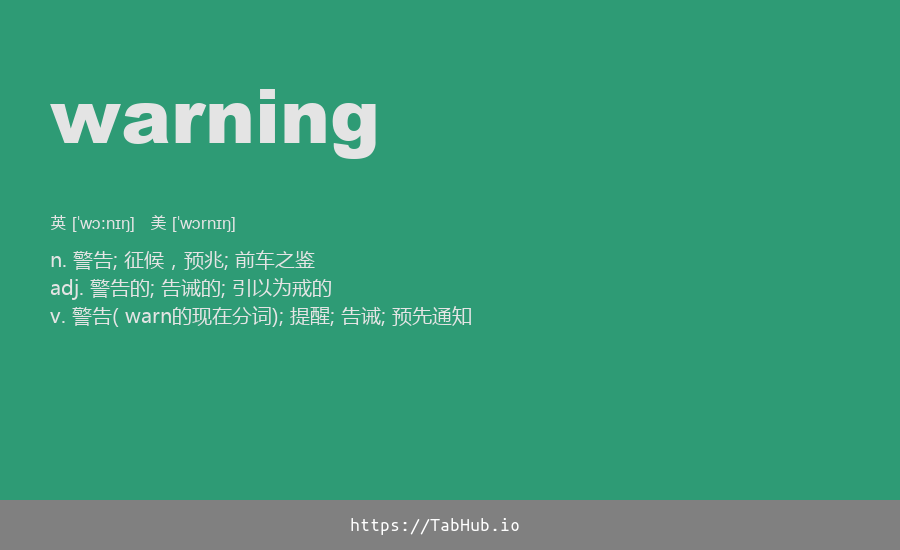 warning
英 [ˈwɔːnɪŋ] 美 [ˈwɔrnɪŋ]
n. 警告; 征候，预兆; 前车之鉴
adj. 警告的; 告诫的; 引以为戒的
v. 警告( warn的现在分词); 提醒; 告诫; 预先通知
https://TabHub.io